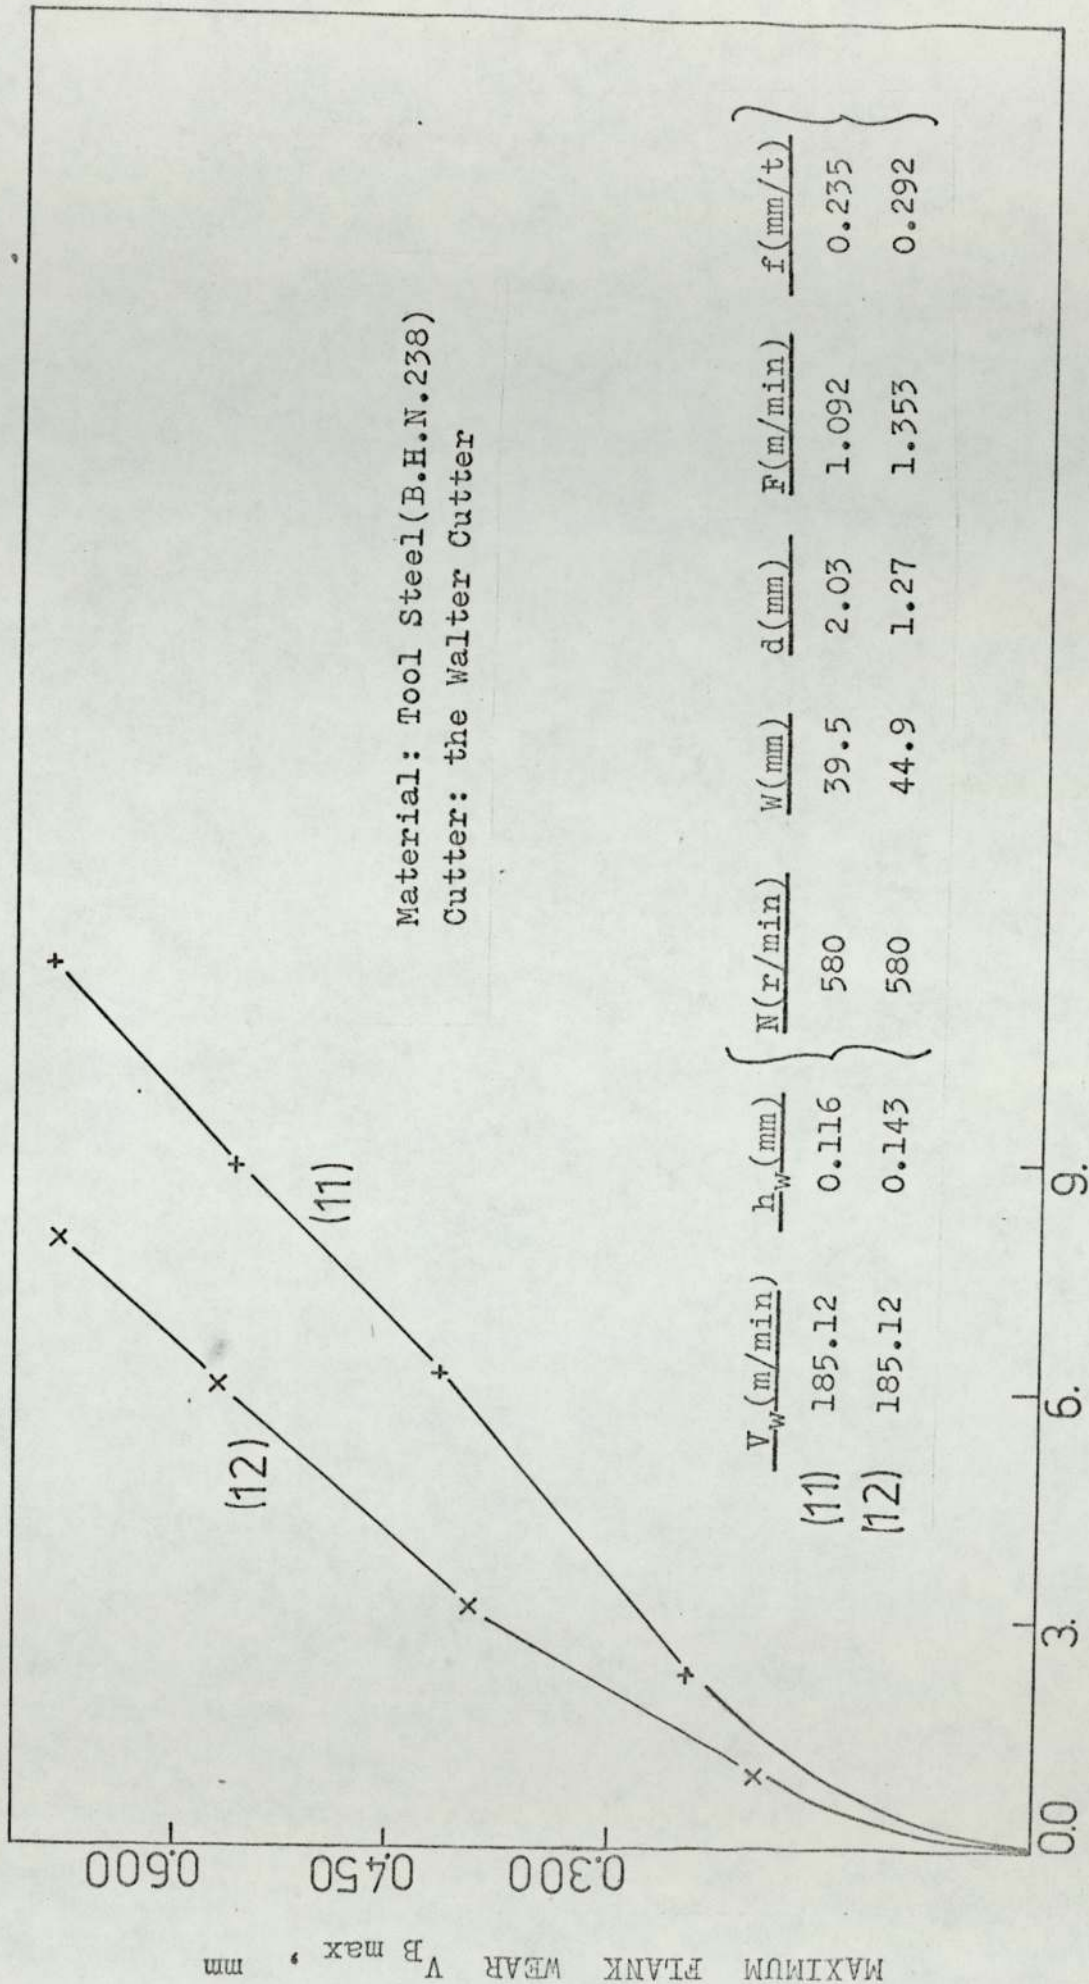 MAXIMUM FLANK WEAR V_B max, mm
0.600
0.450
0.300
0.0
3.
6.
9.
(12)
(11)
Material: Tool Steel(B.H.N.238)
Cutter: the Walter Cutter
V_w(m/min) h_w(mm) N(r/min) W(mm) d(mm) F(m/min) f(mm/t)
(11) 185.12 0.116 580 39.5 2.03 1.092 0.235
(12) 185.12 0.143 580 44.9 1.27 1.353 0.292